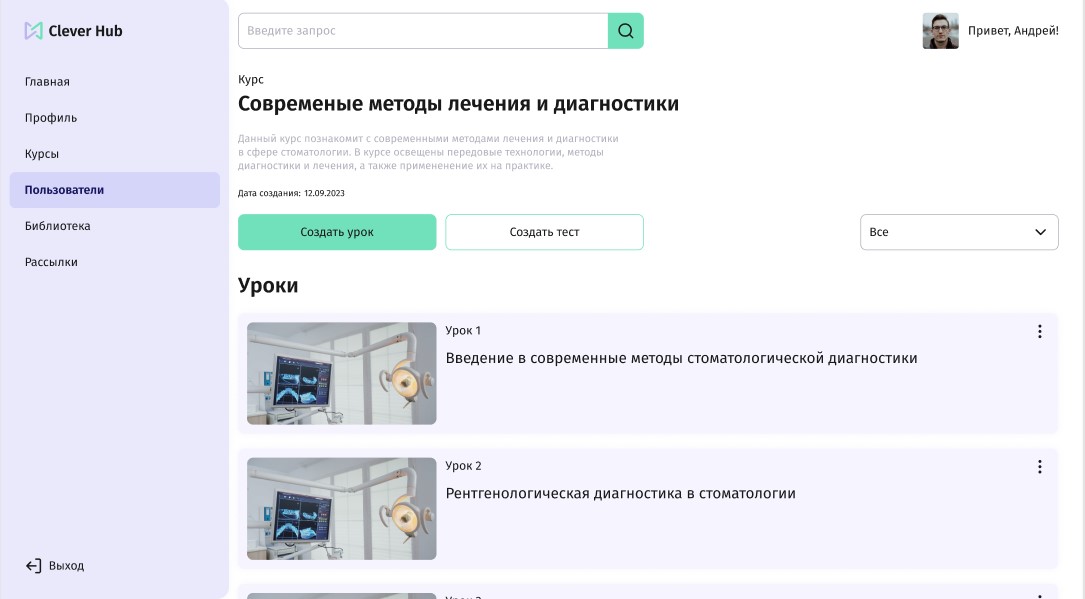 Clever Hub
Главная
Профиль
Курсы
Пользователи
Библиотека
Рассылки
Выход
Введите запрос
Привет, Андрей!
Курс
Современые методы лечения и диагностики
Данный курс познакомит с современными методами лечения и диагностики
в сфере стоматологии. В курсе освещены передовые технологии, методы
диагностики и лечения, а также примененение их на практике.
Дата создания: 12.09.2023
Создать урок
Создать тест
Все
Уроки
Урок 1
Введение в современные методы стоматологической диагностики
Урок 2
Рентгенологическая диагностика в стоматологии